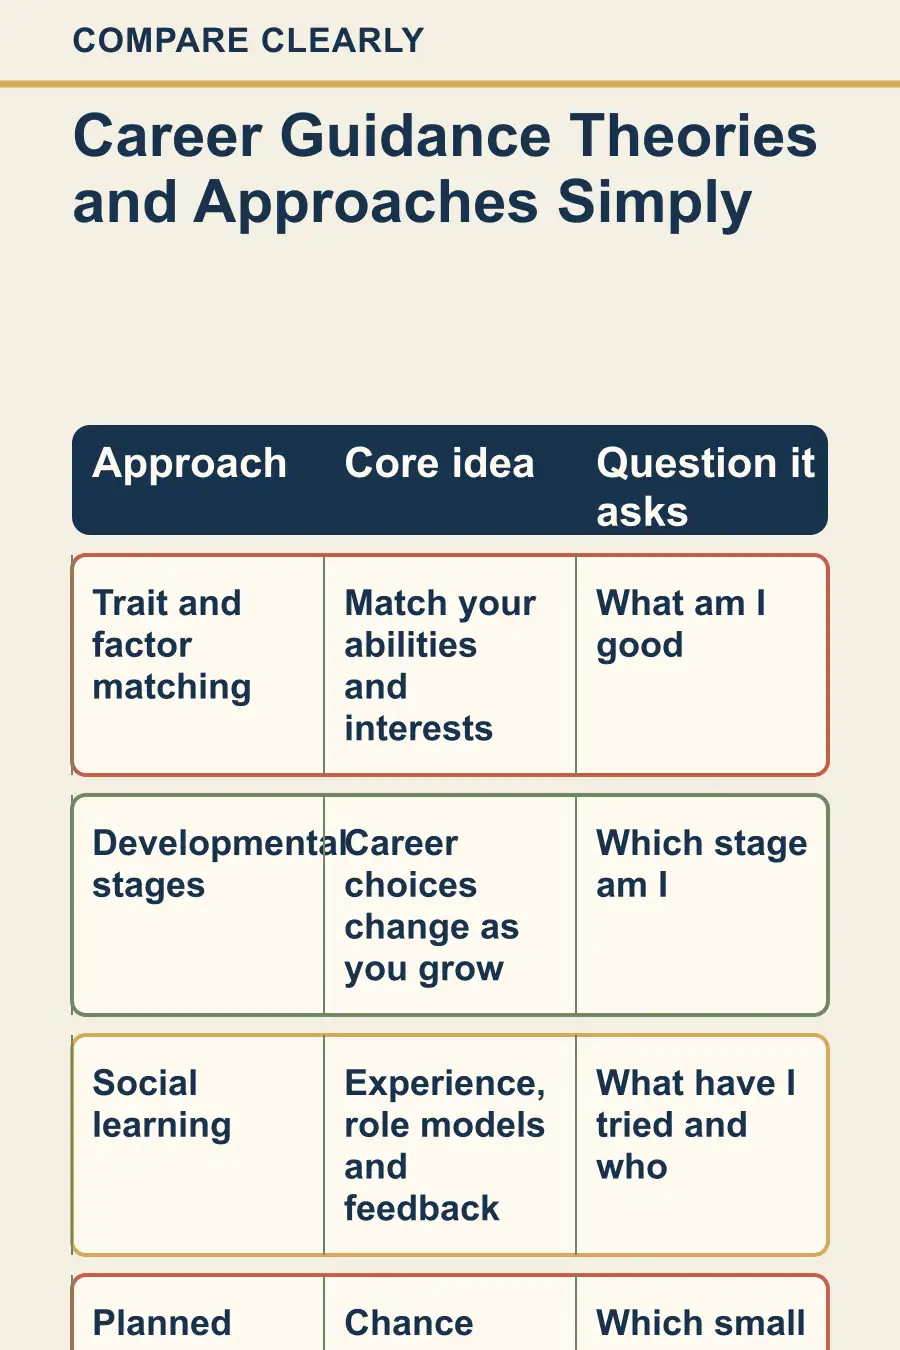 COMPARE CLEARLY
Career Guidance Theories
and Approaches Simply
Approach
Core idea
Question it
asks
Trait and
factor
matching
Match your
abilities
and
interests
What am I
good
Developmental
stages
Career
choices
change as
you grow
Which stage
am I
Social
learning
Experience,
role models
and
feedback
What have I
tried and
who
Planned
Chance
Which small